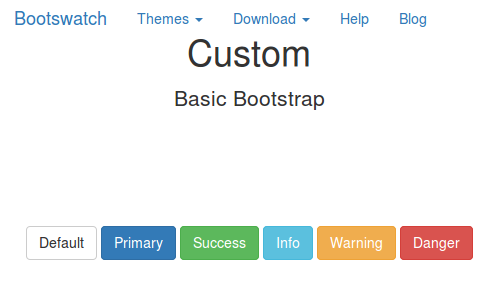 Bootswatch Themes Download Help Blog
Custom
Basic Bootstrap
Default Primary Success Info Warning Danger